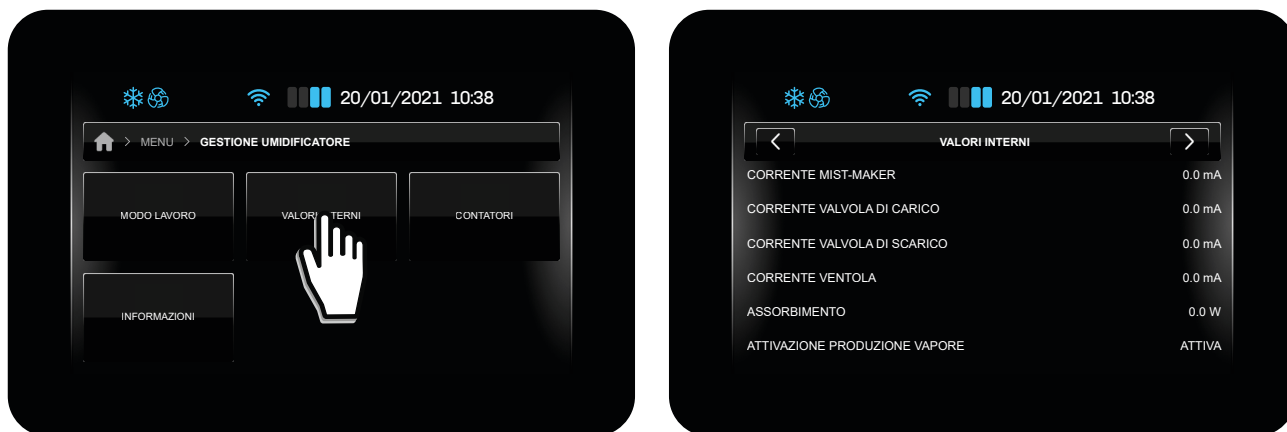 20/01/2021 10:38
> MENU > GESTIONE UMIDIFICATORE
MODO LAVORO
CONTATORI
INFORMAZIONI
20/01/2021 10:38
VALORI INTERNI
CORRENTE MIST-MAKER 0.0 mA
CORRENTE VALVOLA DI CARICO 0.0 mA
CORRENTE VALVOLA DI SCARICO 0.0 mA
CORRENTE VENTOLA 0.0 mA
ASSORBIMENTO 0.0 W
ATTIVAZIONE PRODUZIONE VAPORE ATTIVA